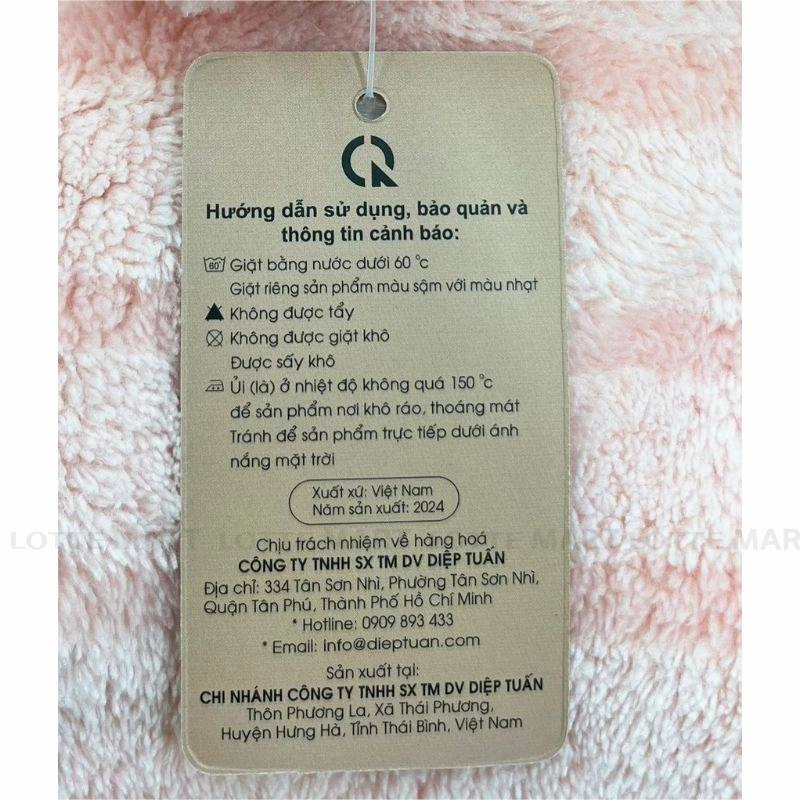 Hướng dẫn sử dụng, bảo quản và
thông tin cảnh báo:
60° Giặt bằng nước dưới 60 °c
Giặt riêng sản phẩm màu sậm với màu nhạt
Không được tẩy
Không được giặt khô
Được sấy khô
Ủi (là) ở nhiệt độ không quá 150 °c
để sản phẩm nơi khô ráo, thoáng mát
Tránh để sản phẩm trực tiếp dưới ánh
nắng mặt trời
Xuất xứ: Việt Nam
Năm sản xuất: 2024
LOTTE MART LOTTE MART LOTTE MAR
Chịu trách nhiệm về hàng hoá
CÔNG TY TNHH SX TM DV DIỆP TUẤN
Địa chỉ: 334 Tân Sơn Nhì, Phường Tân Sơn Nhì,
Quận Tân Phú, Thành Phố Hồ Chí Minh
* Hotline: 0909 893 433
* Email: info@dieptuan.com
Sản xuất tại:
CHI NHÁNH CÔNG TY TNHH SX TM DV DIỆP TUẤN
Thôn Phương La, Xã Thái Phương,
Huyện Hưng Hà, Tỉnh Thái Bình, Việt Nam